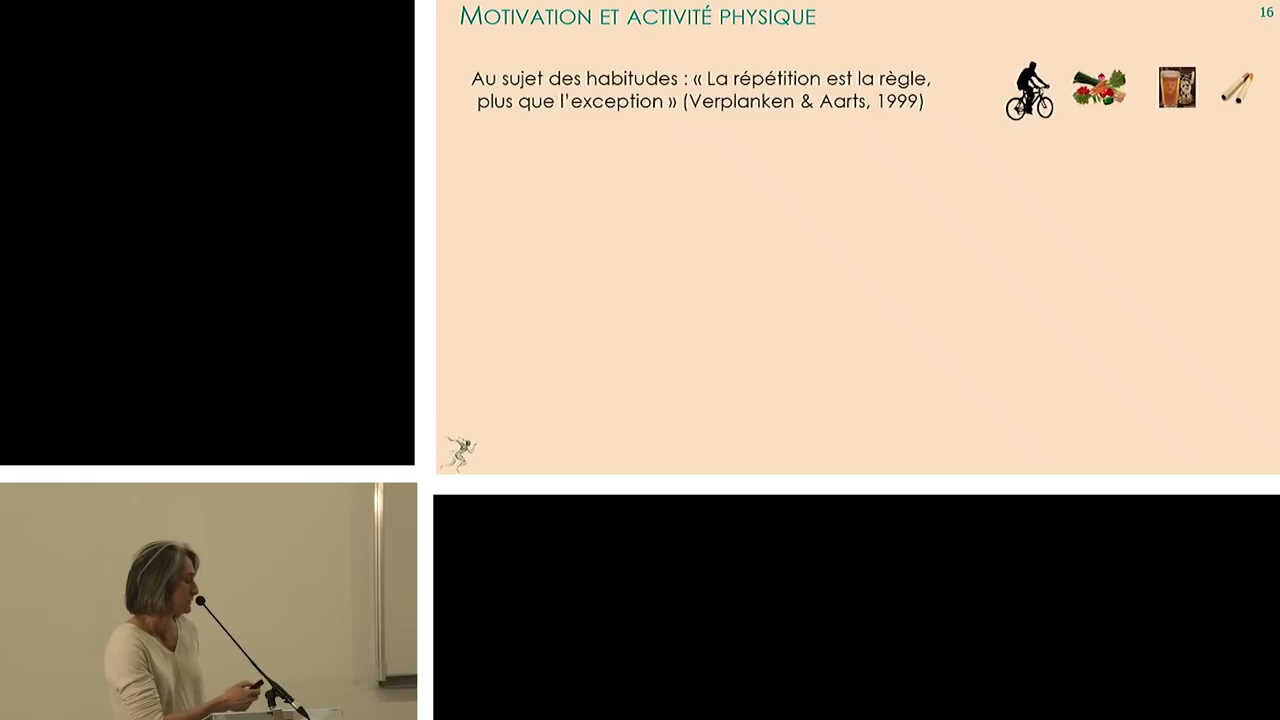 MOTIVATION ET ACTIVITÉ PHYSIQUE
16
Au sujet des habitudes : « La répétition est la règle,
plus que l'exception » (Verplanken & Aarts, 1999)